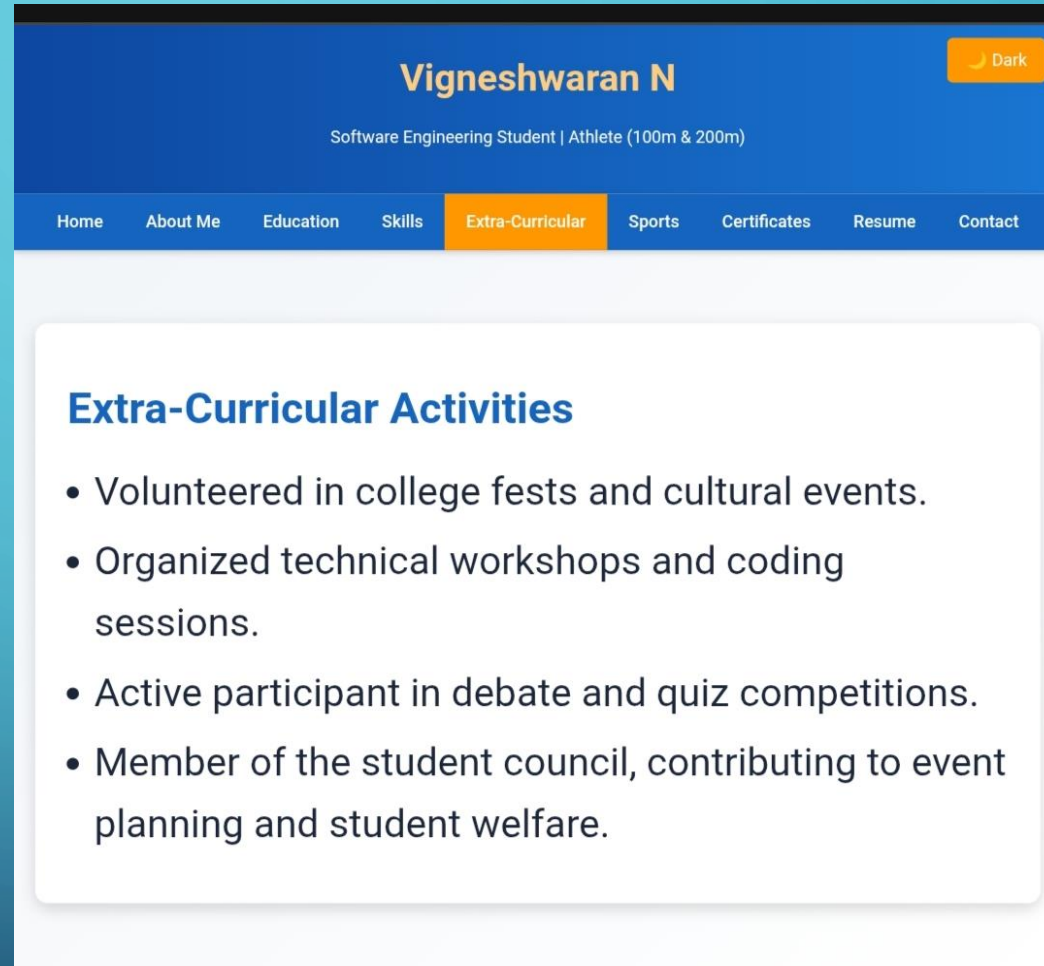 Vigneshwaran N
🌙 Dark
Software Engineering Student | Athlete (100m & 200m)
Home About Me Education Skills Extra-Curricular Sports Certificates Resume Contact
Extra-Curricular Activities
• Volunteered in college fests and cultural events.
• Organized technical workshops and coding
sessions.
• Active participant in debate and quiz competitions.
• Member of the student council, contributing to event
planning and student welfare.